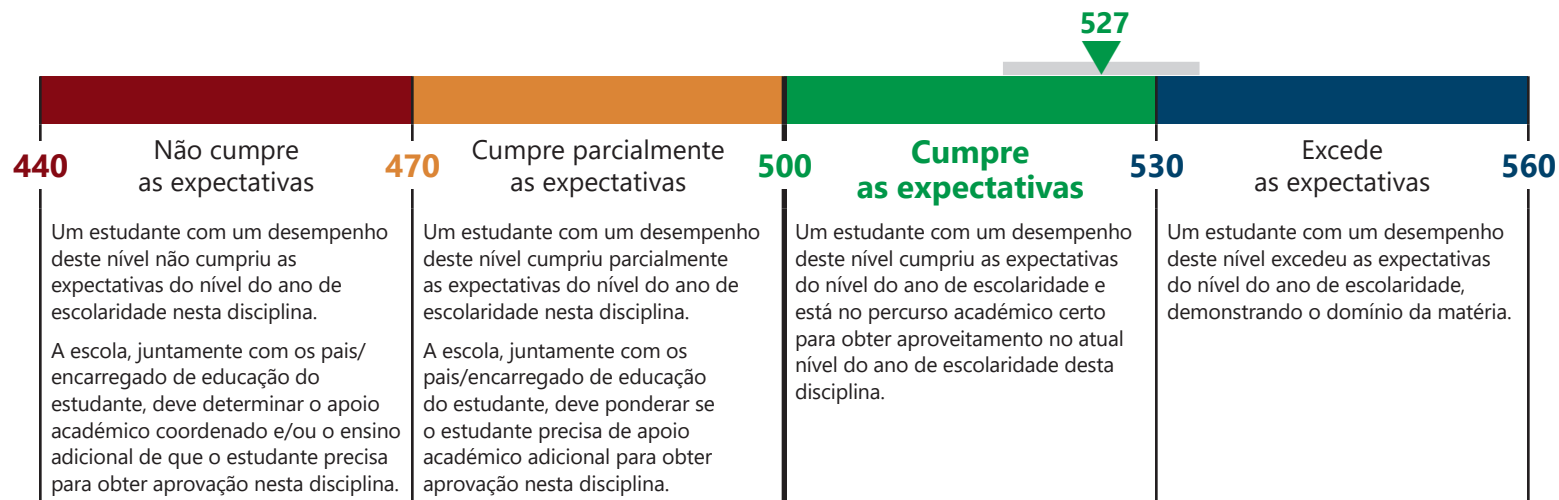 527
440
Não cumpre
as expectativas
470
Cumpre parcialmente
as expectativas
500
Cumpre
as expectativas
530
Excede
as expectativas
560
Um estudante com um desempenho
deste nível não cumpriu as
expectativas do nível do ano de
escolaridade nesta disciplina.
A escola, juntamente com os pais/
encarregado de educação do
estudante, deve determinar o apoio
académico coordenado e/ou o ensino
adicional de que o estudante precisa
para obter aprovação nesta disciplina.
Um estudante com um desempenho
deste nível cumpriu parcialmente
as expectativas do nível do ano de
escolaridade nesta disciplina.
A escola, juntamente com os
pais/encarregado de educação
do estudante, deve ponderar se
o estudante precisa de apoio
académico adicional para obter
aprovação nesta disciplina.
Um estudante com um desempenho
deste nível cumpriu as expectativas
do nível do ano de escolaridade e
está no percurso académico certo
para obter aproveitamento no atual
nível do ano de escolaridade desta
disciplina.
Um estudante com um desempenho
deste nível excedeu as expectativas
do nível do ano de escolaridade,
demonstrando o domínio da matéria.